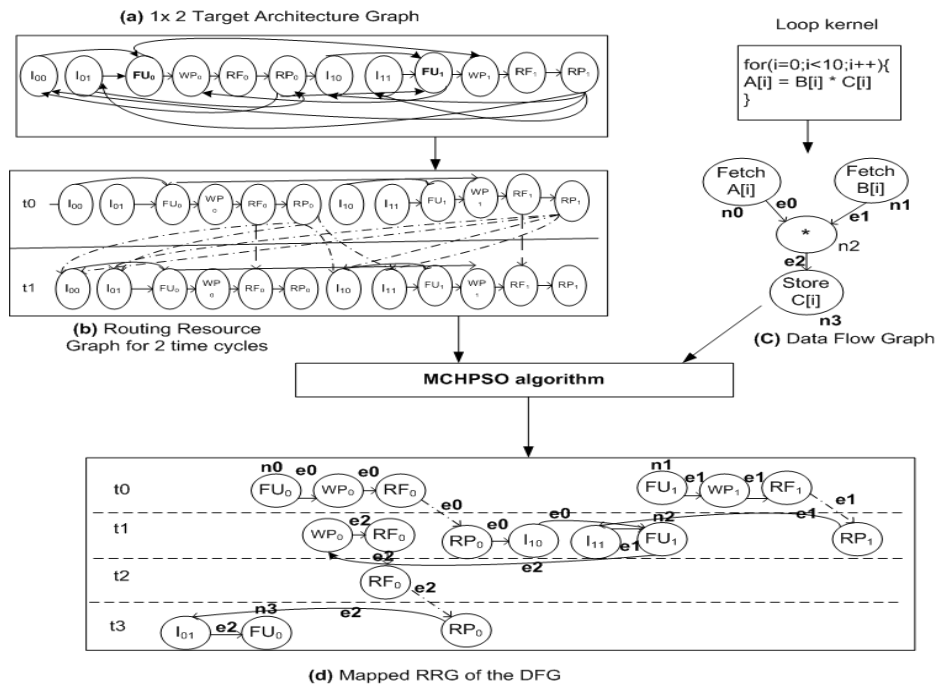 (a) 1x 2 Target Architecture Graph
I00 I01 FU0 WP0 RF0 RP0 I10 I11 FU1 WP1 RF1 RP1
Loop kernel
for(i=0;i<10;i++){
A[i] = B[i] * C[i]
}
t0 I00 I01 FU0 WP0 RF0 RP0 I10 I11 FU1 WP1 RF1 RP1
t1 I00 I01 FU0 WP0 RF0 RP0 I10 I11 FU1 WP1 RF1 RP1
(b) Routing Resource
Graph for 2 time cycles
Fetch
A[i]
n0
e0
Fetch
B[i]
n1
e1
*
n2
e2
Store
C[i]
n3
(C) Data Flow Graph
MCHPSO algorithm
n0 e0 e0 n1 e1 e1
t0 FU0 WP0 RF0 FU1 WP1 RF1
e0 e1
t1 WP0 e2 RF0 RP0 e0 I10 e0 I11 e1 n2 FU1 e1 RP1
e2 e2
t2 RF0 e2
n3 e2
t3 I01 e2 FU0 RP0
(d) Mapped RRG of the DFG